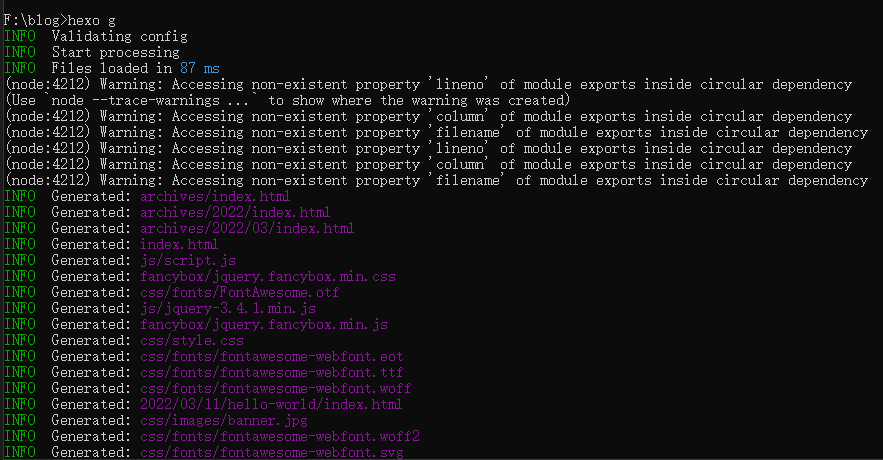 F:\blog>hexo g
INFO  Validating config
INFO  Start processing
INFO  Files loaded in 87 ms
(node:4212) Warning: Accessing non-existent property 'lineno' of module exports inside circular dependency
(Use `node --trace-warnings ...` to show where the warning was created)
(node:4212) Warning: Accessing non-existent property 'column' of module exports inside circular dependency
(node:4212) Warning: Accessing non-existent property 'filename' of module exports inside circular dependency
(node:4212) Warning: Accessing non-existent property 'lineno' of module exports inside circular dependency
(node:4212) Warning: Accessing non-existent property 'column' of module exports inside circular dependency
(node:4212) Warning: Accessing non-existent property 'filename' of module exports inside circular dependency
INFO  Generated: archives/index.html
INFO  Generated: archives/2022/index.html
INFO  Generated: archives/2022/03/index.html
INFO  Generated: index.html
INFO  Generated: js/script.js
INFO  Generated: fancybox/jquery.fancybox.min.css
INFO  Generated: css/fonts/FontAwesome.otf
INFO  Generated: js/jquery-3.4.1.min.js
INFO  Generated: fancybox/jquery.fancybox.min.js
INFO  Generated: css/style.css
INFO  Generated: css/fonts/fontawesome-webfont.eot
INFO  Generated: css/fonts/fontawesome-webfont.ttf
INFO  Generated: css/fonts/fontawesome-webfont.woff
INFO  Generated: 2022/03/11/hello-world/index.html
INFO  Generated: css/images/banner.jpg
INFO  Generated: css/fonts/fontawesome-webfont.woff2
INFO  Generated: css/fonts/fontawesome-webfont.svg